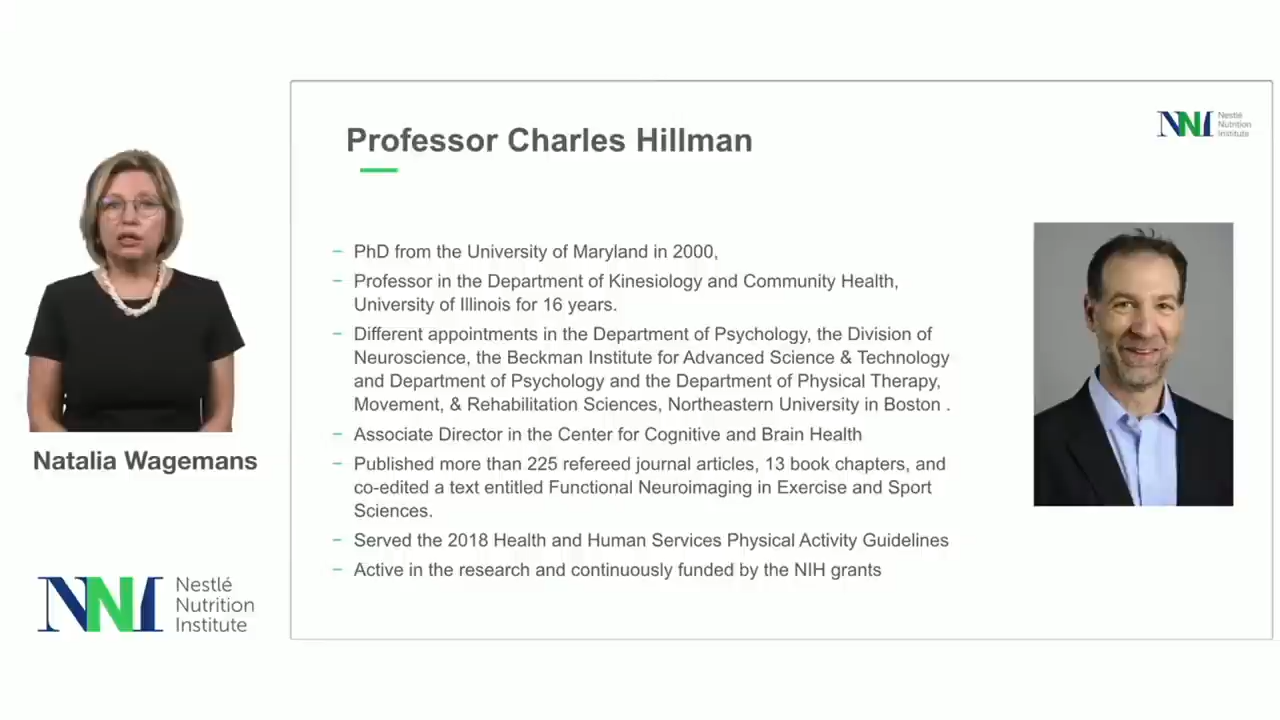 Professor Charles Hillman
NNI Nestlé
Nutrition
Institute
– PhD from the University of Maryland in 2000,
– Professor in the Department of Kinesiology and Community Health,
University of Illinois for 16 years.
– Different appointments in the Department of Psychology, the Division of
Neuroscience, the Beckman Institute for Advanced Science & Technology
and Department of Psychology and the Department of Physical Therapy,
Movement, & Rehabilitation Sciences, Northeastern University in Boston .
– Associate Director in the Center for Cognitive and Brain Health
– Published more than 225 refereed journal articles, 13 book chapters, and
co-edited a text entitled Functional Neuroimaging in Exercise and Sport
Sciences.
– Served the 2018 Health and Human Services Physical Activity Guidelines
– Active in the research and continuously funded by the NIH grants
Natalia Wagemans
NNI Nestlé
Nutrition
Institute